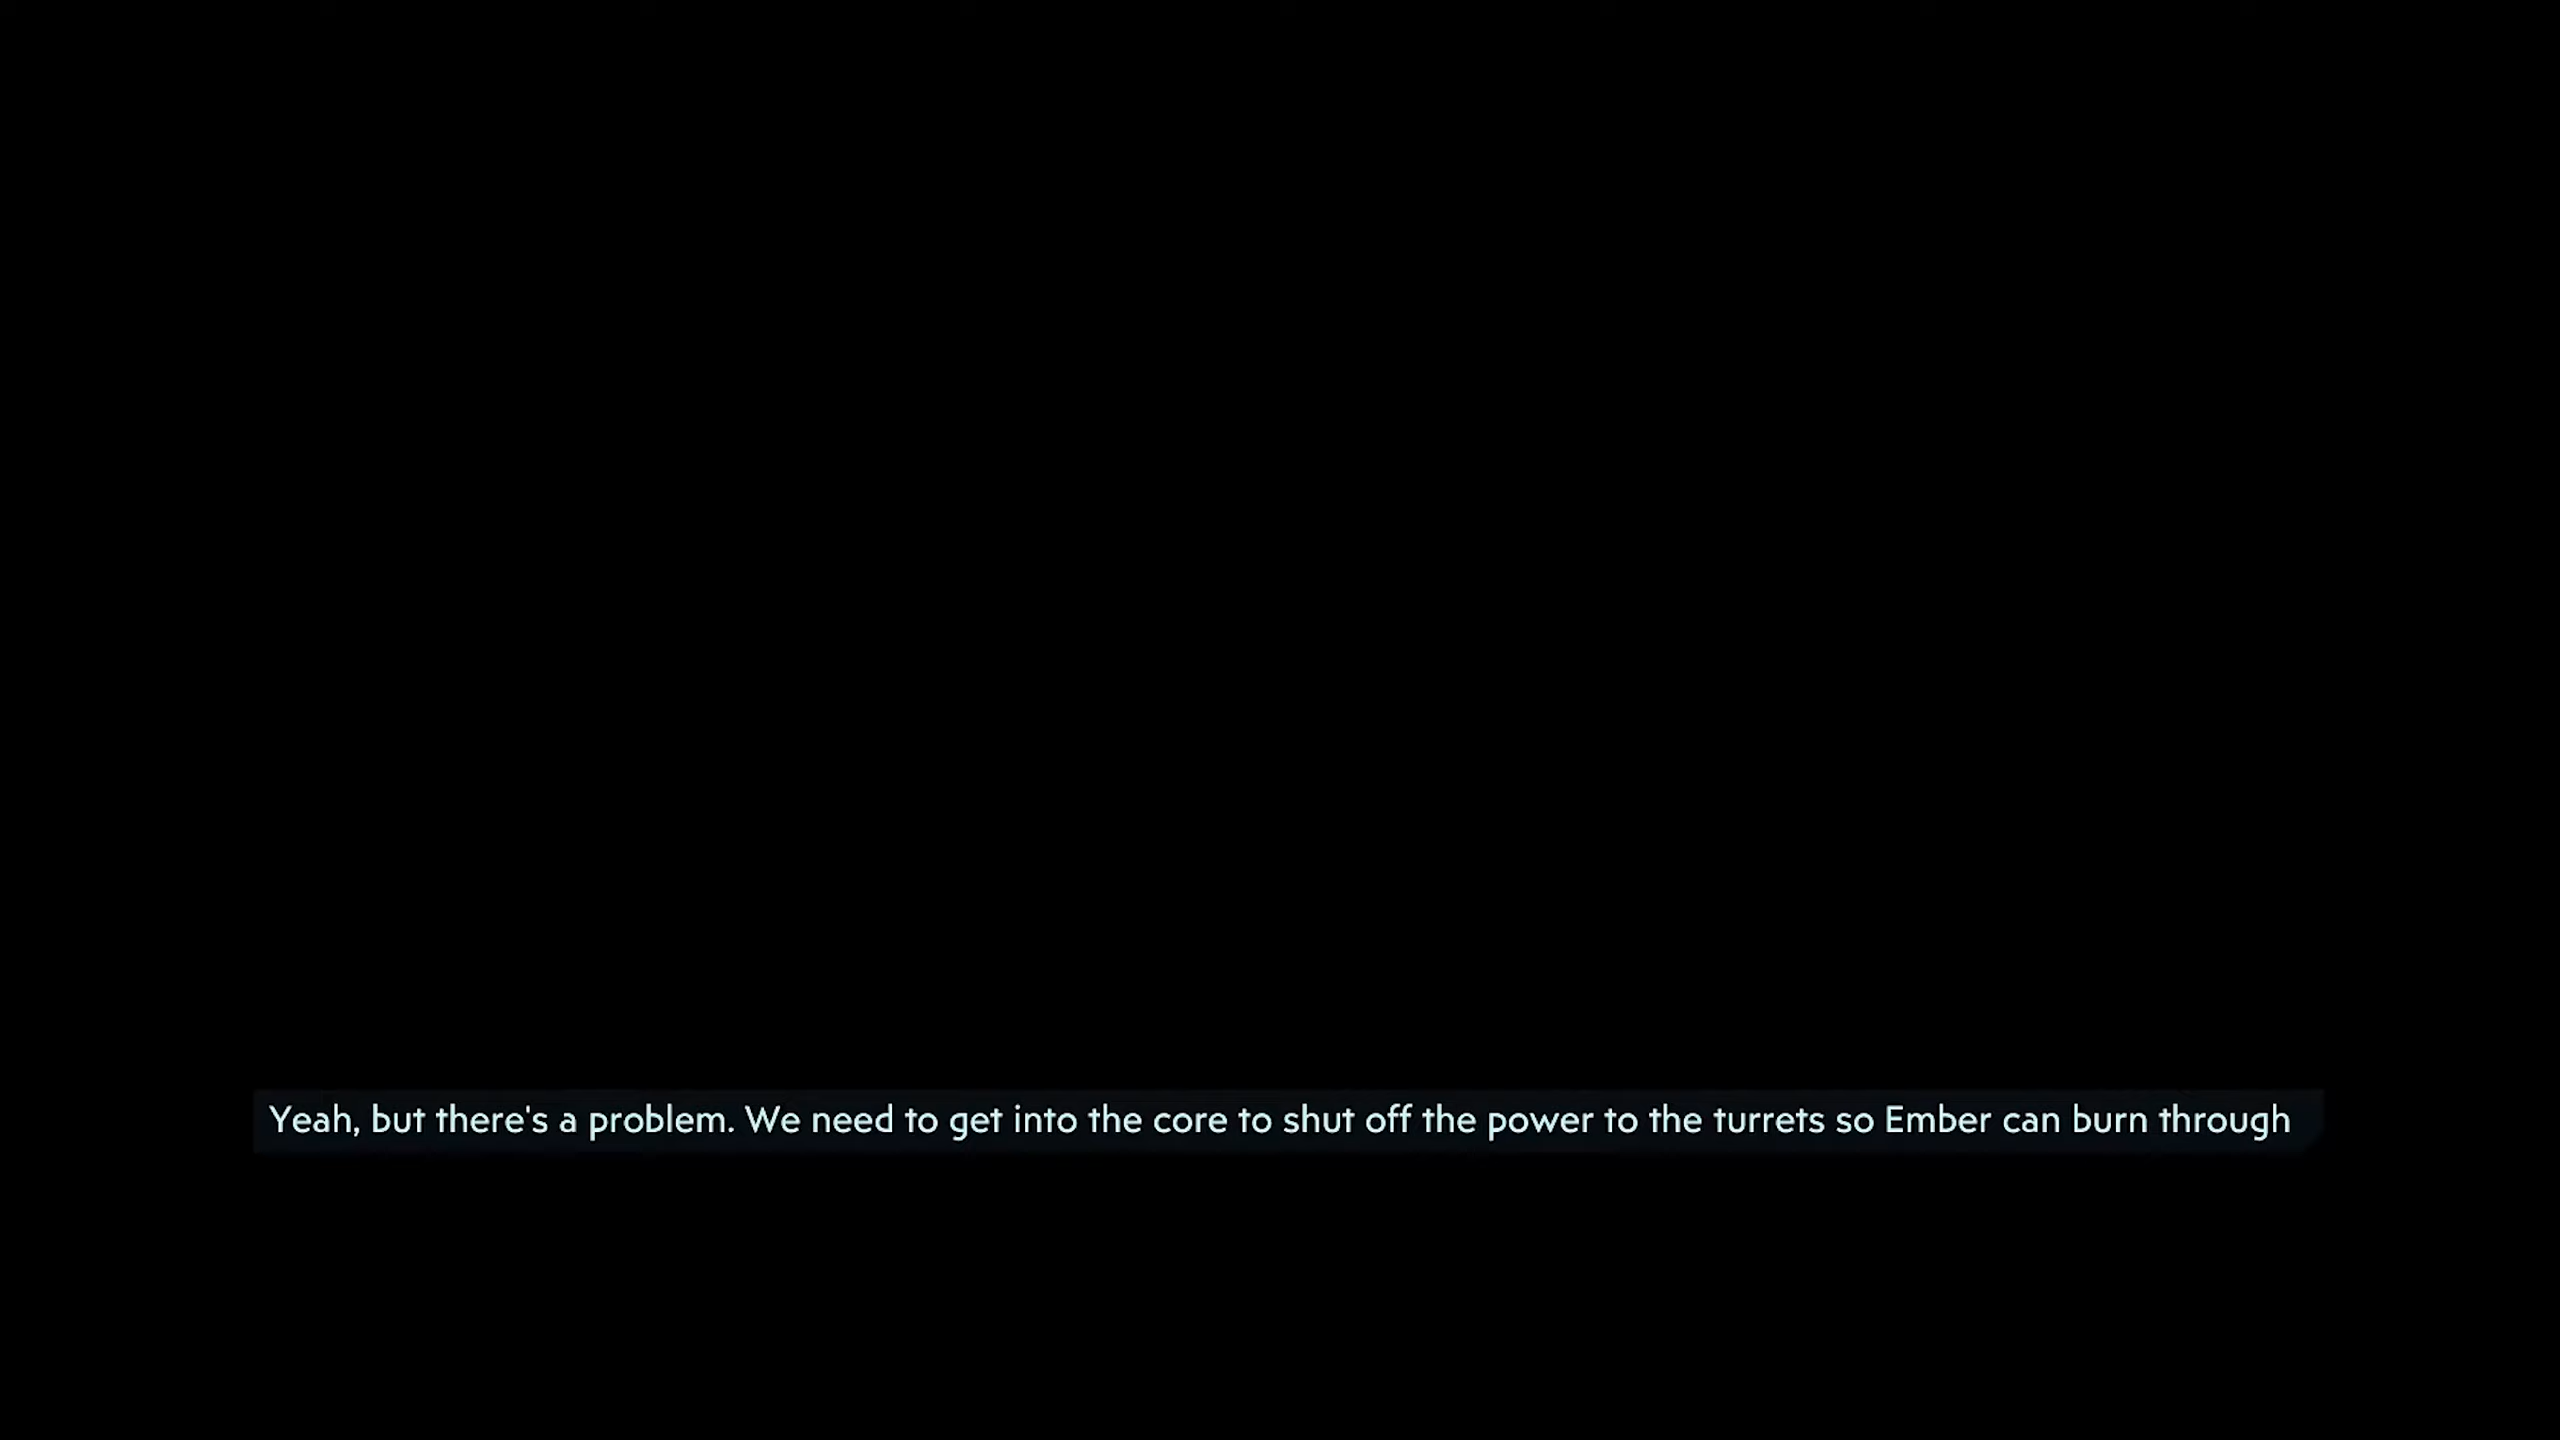 Yeah, but there's a problem. We need to get into the core to shut off the power to the turrets so Ember can burn through